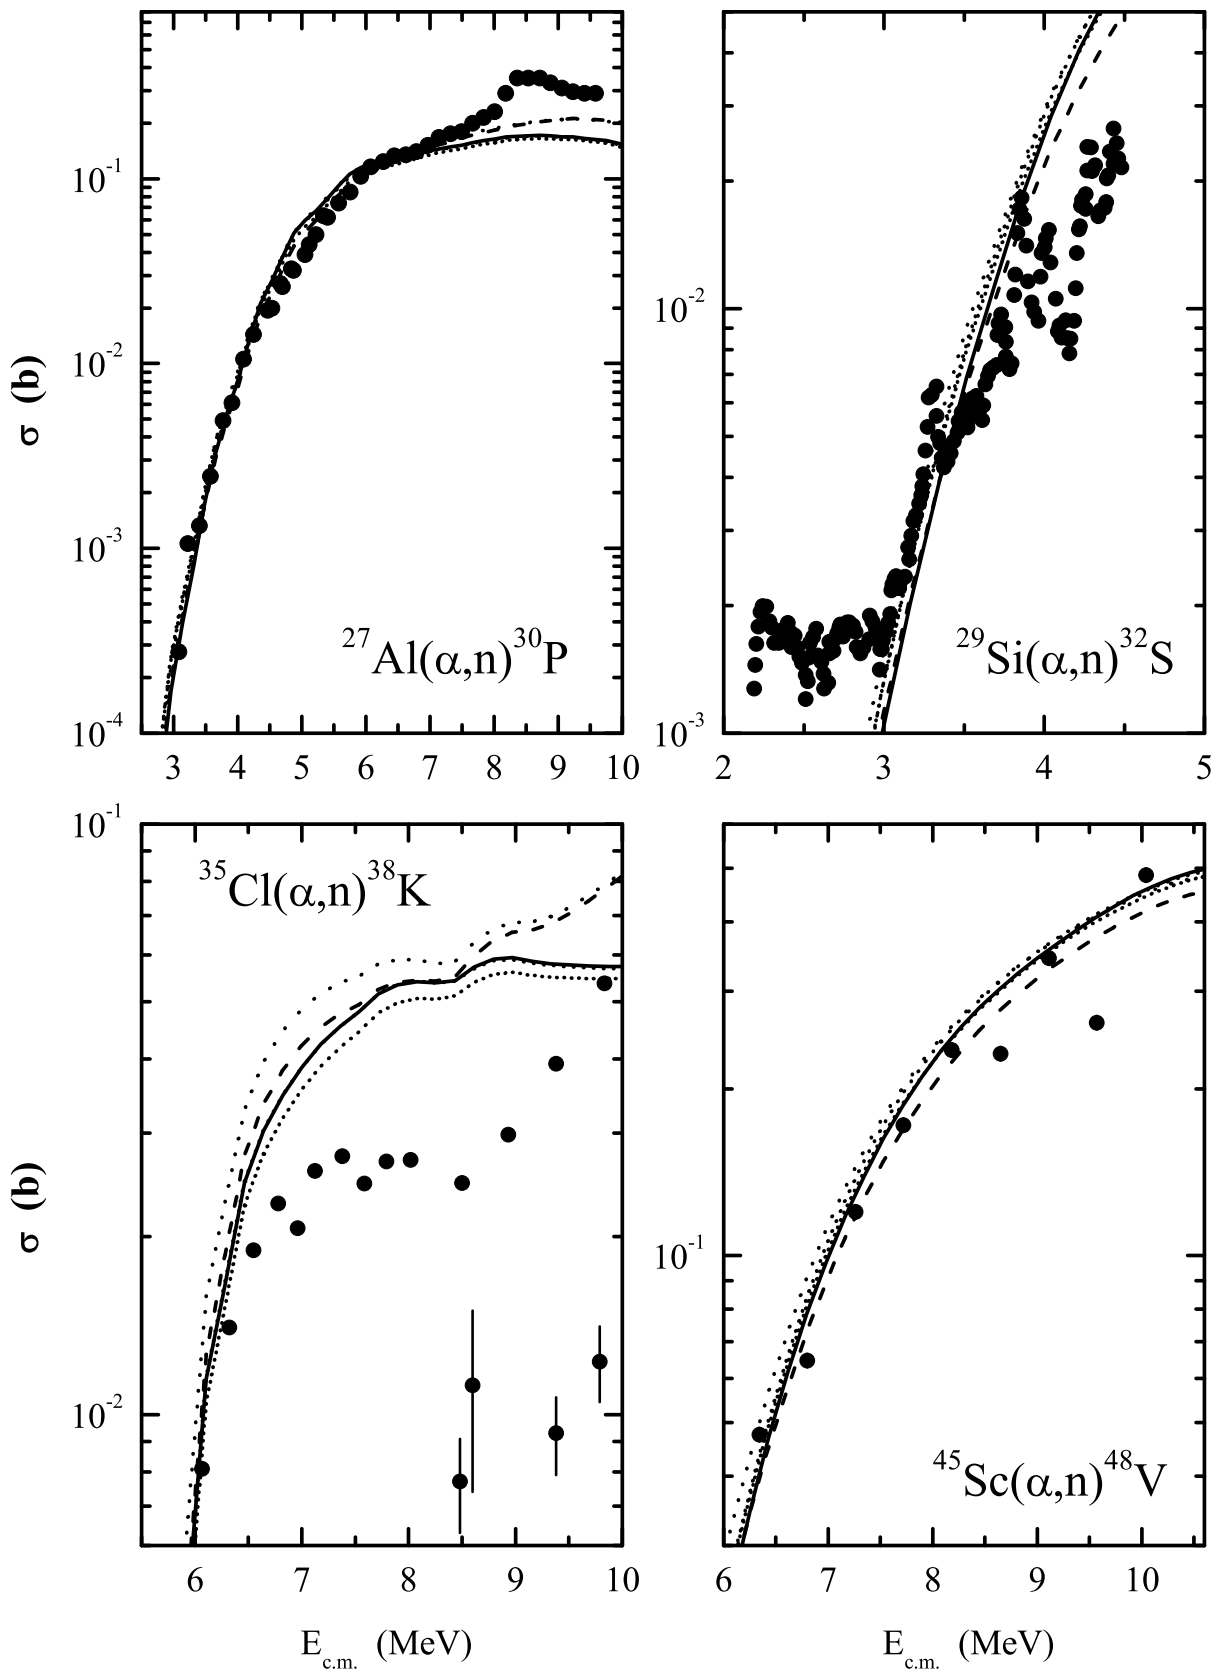 σ (b)
10⁻¹
10⁻²
10⁻³
10⁻⁴
3 4 5 6 7 8 9 10
²⁷Al(α,n)³⁰P
10⁻²
10⁻³
2 3 4 5
²⁹Si(α,n)³²S
σ (b)
10⁻¹
10⁻²
6 7 8 9 10
³⁵Cl(α,n)³⁸K
E_c.m. (MeV)
10⁻¹
6 7 8 9 10
⁴⁵Sc(α,n)⁴⁸V
E_c.m. (MeV)